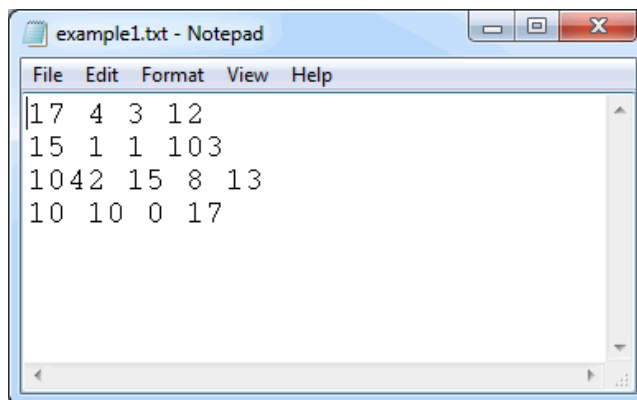 example1.txt - Notepad
File Edit Format View Help
17 4 3 12
15 1 1 103
1042 15 8 13
10 10 0 17